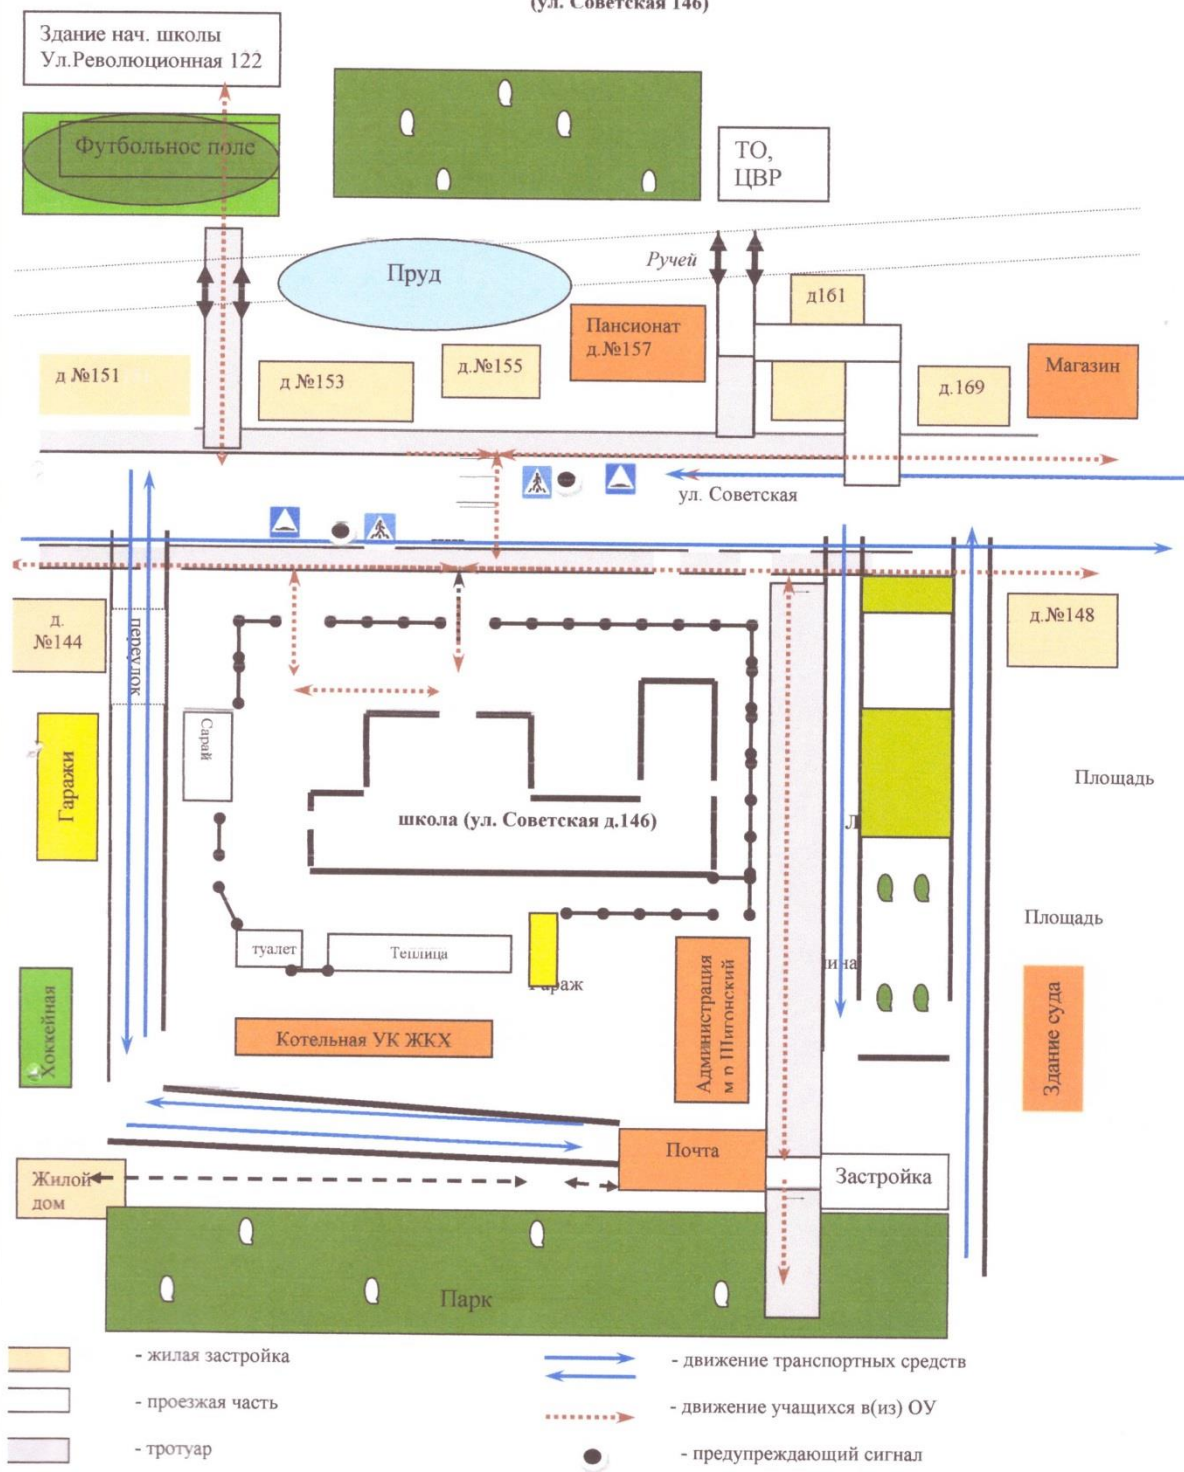 (ул. Советская 146)
Здание нач. школы
Ул.Революционная 122
Футбольное поле
ТО,
ЦВР
Ручей
Пруд
д161
Пансионат
д.№157
д.№155
д №151
д №153
д.169
Магазин
ул. Советская
д.
№144
переулок
д.№148
Сарай
Гаражи
школа (ул. Советская д.146)
Площадь
Л
Площадь
туалет
Теплица
ина
Гараж
Хоккейная
Котельная УК ЖКХ
Администрация
м р Шигонский
Здание суда
Почта
Жилой
дом
Застройка
Парк
- жилая застройка
- движение транспортных средств
- проезжая часть
- движение учащихся в(из) ОУ
- тротуар
- предупреждающий сигнал